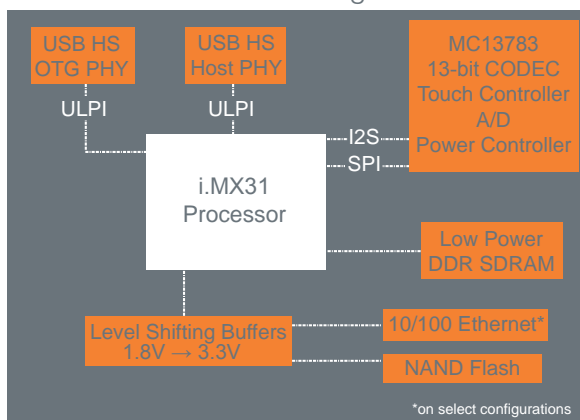 USB HS
OTG PHY
USB HS
Host PHY
MC13783
13-bit CODEC
Touch Controller
A/D
Power Controller
ULPI
ULPI
I2S
SPI
i.MX31
Processor
Low Power
DDR SDRAM
Level Shifting Buffers
1.8V → 3.3V
10/100 Ethernet*
NAND Flash
*on select configurations